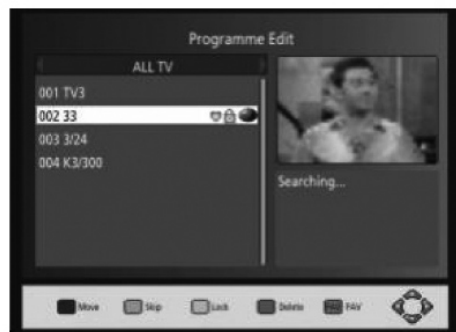 Programme Edit
ALL TV
001 TV3
002 33
003 3/24
004 K3/300
Searching...
Move Skip Lock Delete FAV